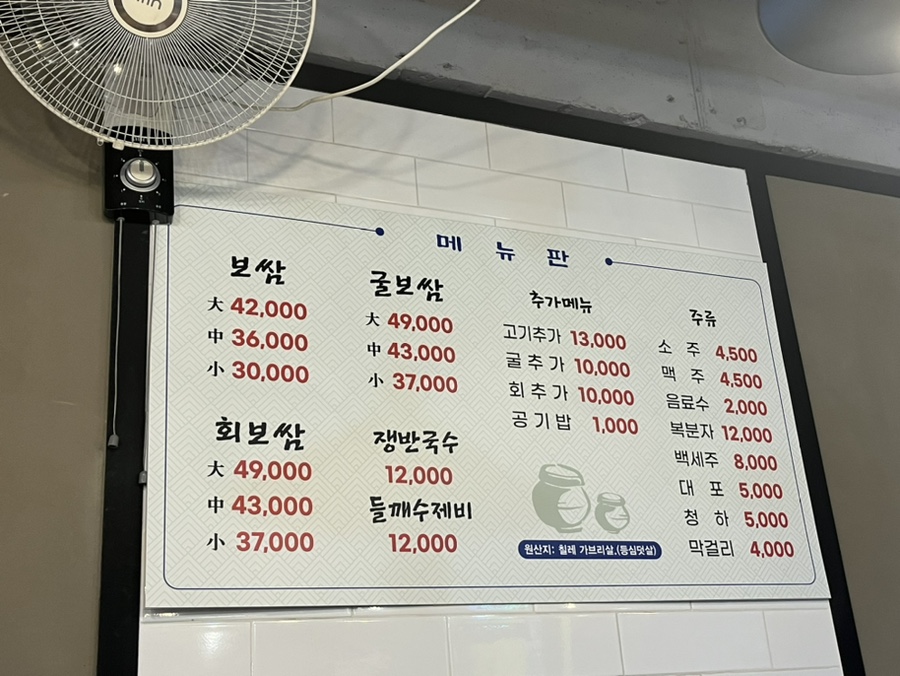 메뉴판
보쌈
大 42,000
中 36,000
小 30,000
굴보쌈
大 49,000
中 43,000
小 37,000
회보쌈
大 49,000
中 43,000
小 37,000
쟁반국수
12,000
들깨수제비
12,000
추가메뉴
고기추가 13,000
굴추가 10,000
회추가 10,000
공기밥 1,000
원산지: 칠레 가브리살,(등심덧살)
주류
소주 4,500
맥주 4,500
음료수 2,000
복분자 12,000
백세주 8,000
대포 5,000
청하 5,000
막걸리 4,000